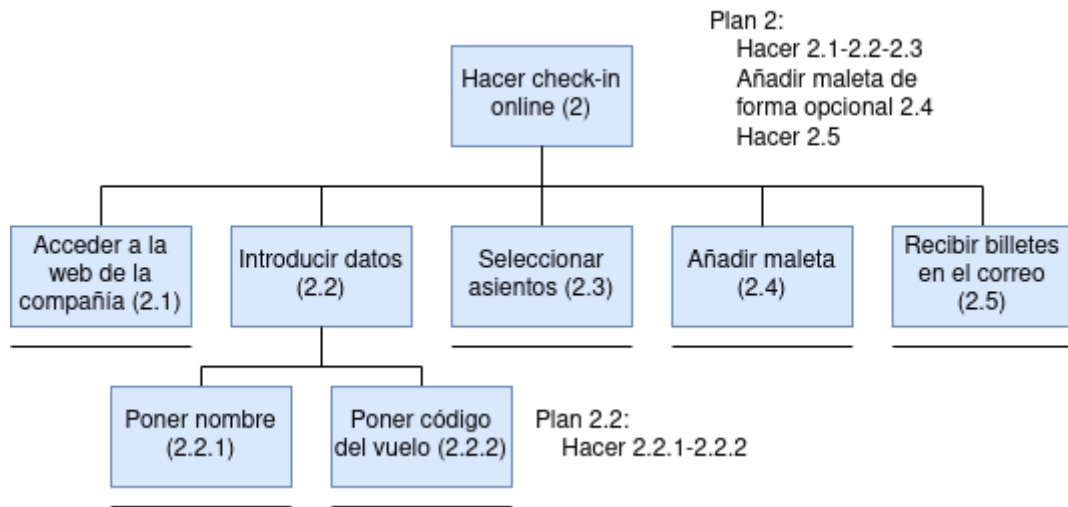 Plan 2:
Hacer 2.1-2.2-2.3
Añadir maleta de
forma opcional 2.4
Hacer 2.5
Hacer check-in
online (2)
Acceder a la
web de la
compañía (2.1)
Introducir datos
(2.2)
Seleccionar
asientos (2.3)
Añadir maleta
(2.4)
Recibir billetes
en el correo
(2.5)
Poner nombre
(2.2.1)
Poner código
del vuelo (2.2.2)
Plan 2.2:
Hacer 2.2.1-2.2.2